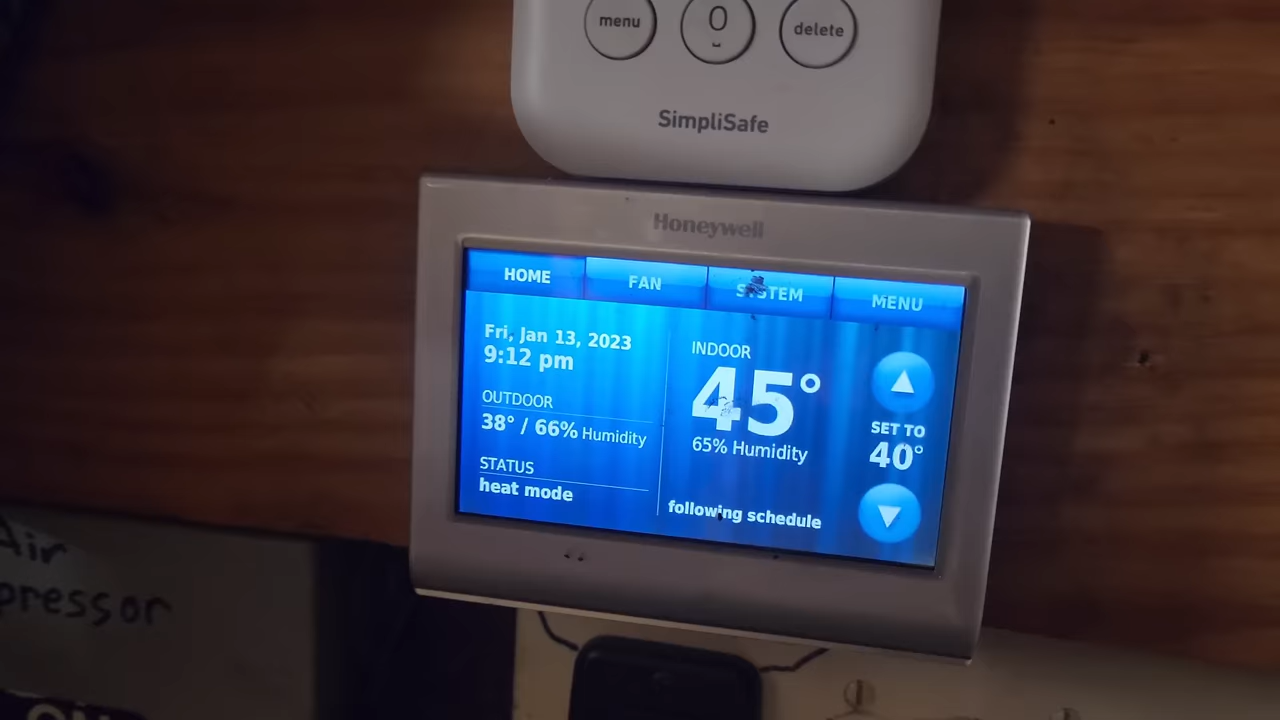 menu
0
delete
SimpliSafe
Honeywell
HOME
FAN
SYSTEM
MENU
Fri, Jan 13, 2023
9:12 pm
OUTDOOR
38° / 66% Humidity
STATUS
heat mode
INDOOR
45°
65% Humidity
following schedule
SET TO
40°
Air
pressor